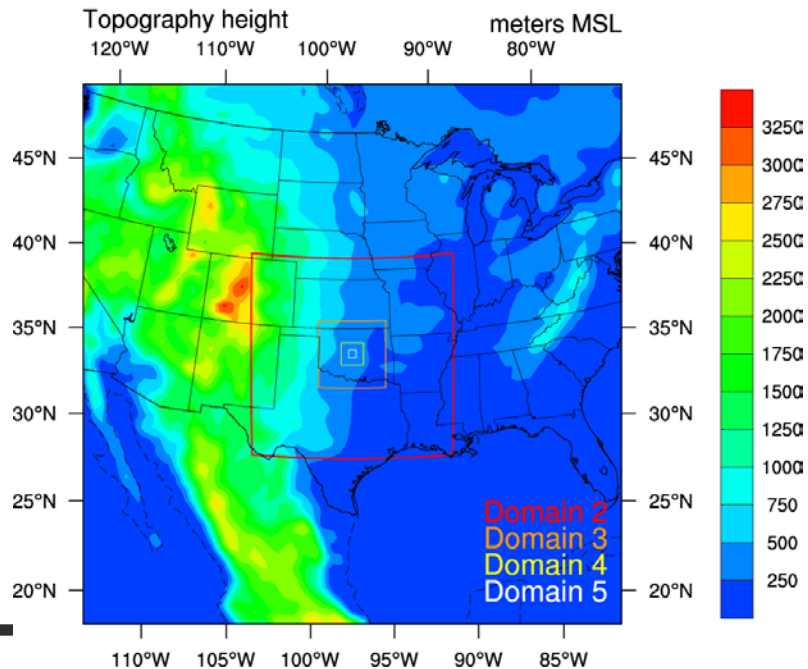 Topography height meters MSL
120°W 110°W 100°W 90°W 80°W
45°N 45°N
40°N 40°N
35°N 35°N
30°N 30°N
25°N 25°N
20°N 20°N
110°W 105°W 100°W 95°W 90°W 85°W
Domain 2
Domain 3
Domain 4
Domain 5
3250
3000
2750
2500
2250
2000
1750
1500
1250
1000
750
500
250